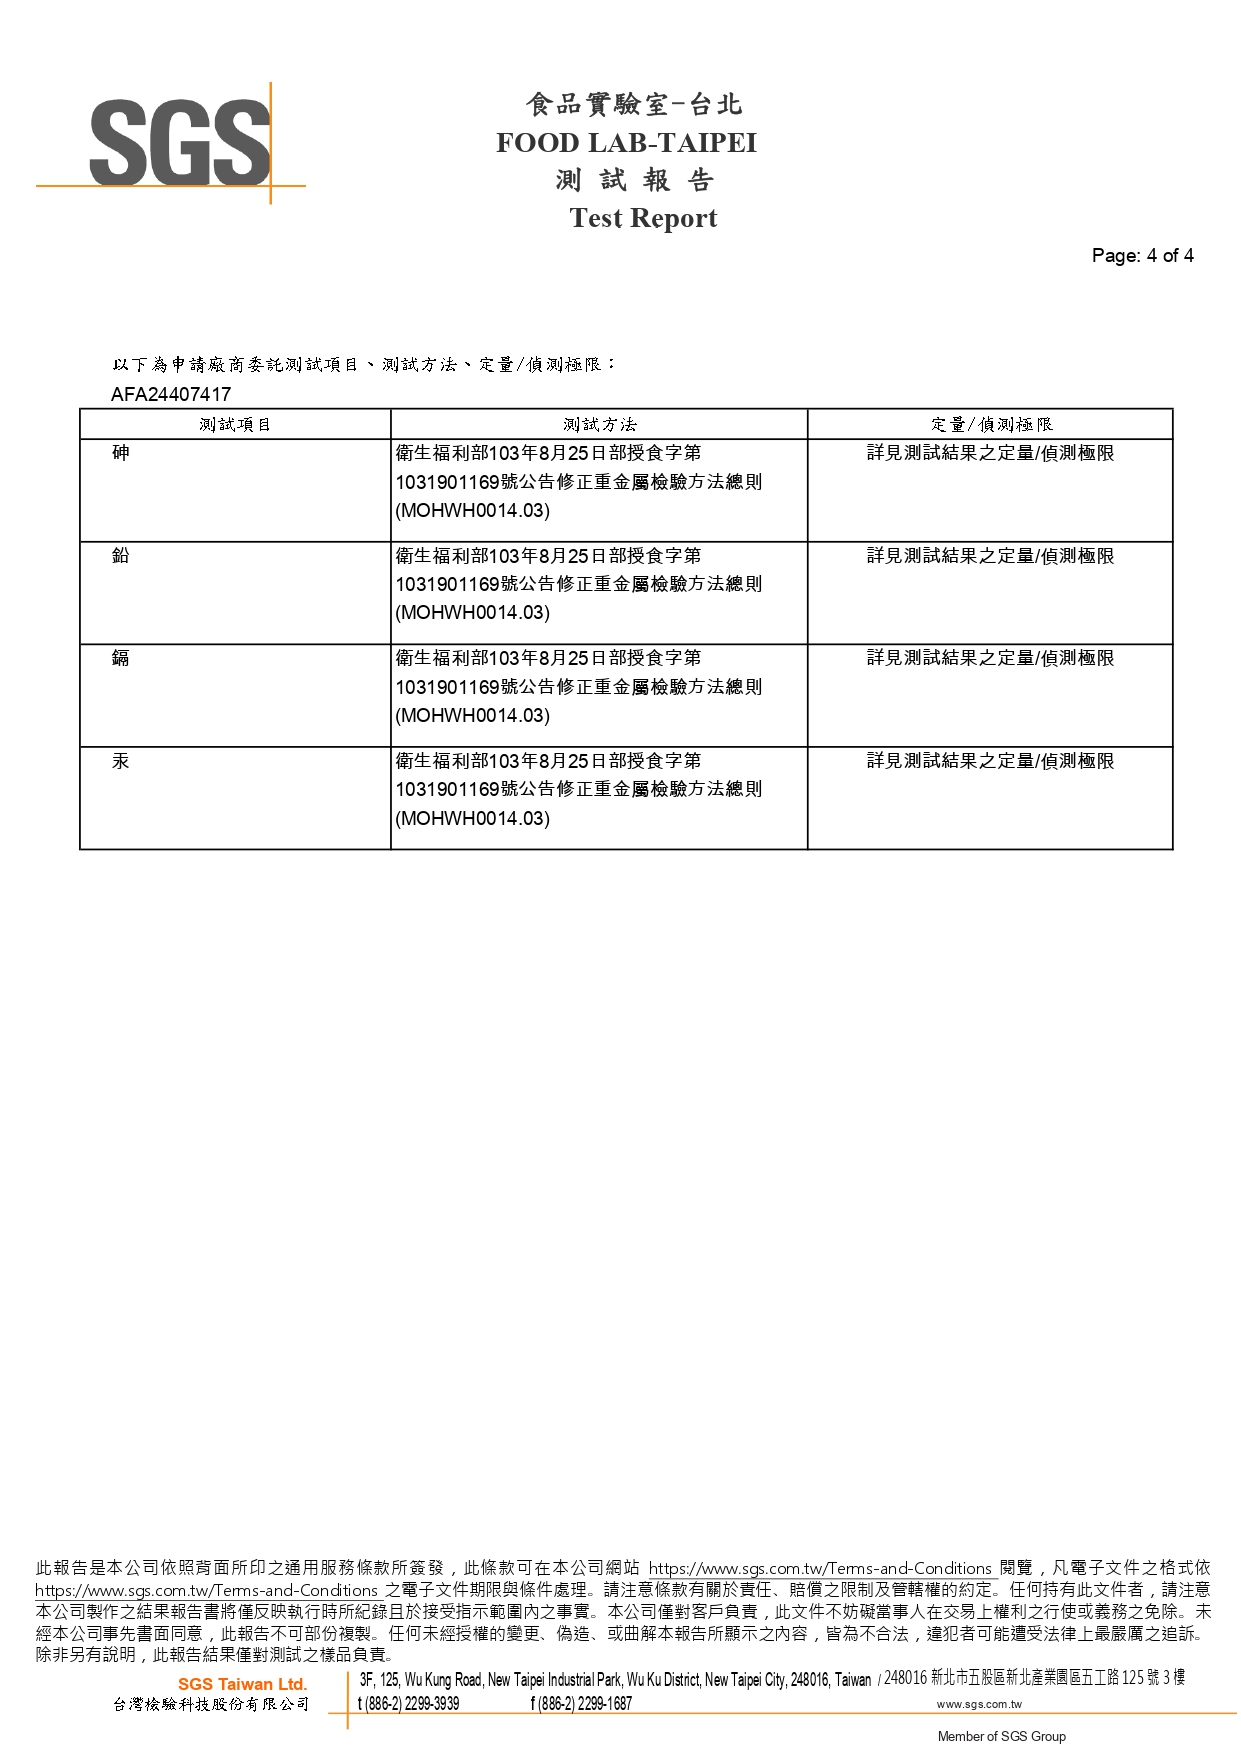 SGS
食品實驗室-台北
FOOD LAB-TAIPEI
測 試 報 告
Test Report
Page: 4 of 4
以下為申請廠商委託測試項目、測試方法、定量/偵測極限：
AFA24407417
測試項目 測試方法 定量/偵測極限
砷 衛生福利部103年8月25日部授食字第 詳見測試結果之定量/偵測極限
1031901169號公告修正重金屬檢驗方法總則
(MOHWH0014.03)
鉛 衛生福利部103年8月25日部授食字第 詳見測試結果之定量/偵測極限
1031901169號公告修正重金屬檢驗方法總則
(MOHWH0014.03)
鎘 衛生福利部103年8月25日部授食字第 詳見測試結果之定量/偵測極限
1031901169號公告修正重金屬檢驗方法總則
(MOHWH0014.03)
汞 衛生福利部103年8月25日部授食字第 詳見測試結果之定量/偵測極限
1031901169號公告修正重金屬檢驗方法總則
(MOHWH0014.03)
此報告是本公司依照背面所印之通用服務條款所簽發，此條款可在本公司網站 https://www.sgs.com.tw/Terms-and-Conditions 閱覽，凡電子文件之格式依
https://www.sgs.com.tw/Terms-and-Conditions 之電子文件期限與條件處理。請注意條款有關於責任、賠償之限制及管轄權的約定。任何持有此文件者，請注意
本公司製作之結果報告書將僅反映執行時所紀錄且於接受指示範圍內之事實。本公司僅對客戶負責，此文件不妨礙當事人在交易上權利之行使或義務之免除。未
經本公司事先書面同意，此報告不可部份複製。任何未經授權的變更、偽造、或曲解本報告所顯示之內容，皆為不合法，違犯者可能遭受法律上最嚴厲之追訴。
除非另有說明，此報告結果僅對測試之樣品負責。
SGS Taiwan Ltd. 3F, 125, Wu Kung Road, New Taipei Industrial Park, Wu Ku District, New Taipei City, 248016, Taiwan / 248016 新北市五股區新北產業園區五工路 125 號 3 樓
台灣檢驗科技股份有限公司 t (886-2) 2299-3939 f (886-2) 2299-1687 www.sgs.com.tw
Member of SGS Group